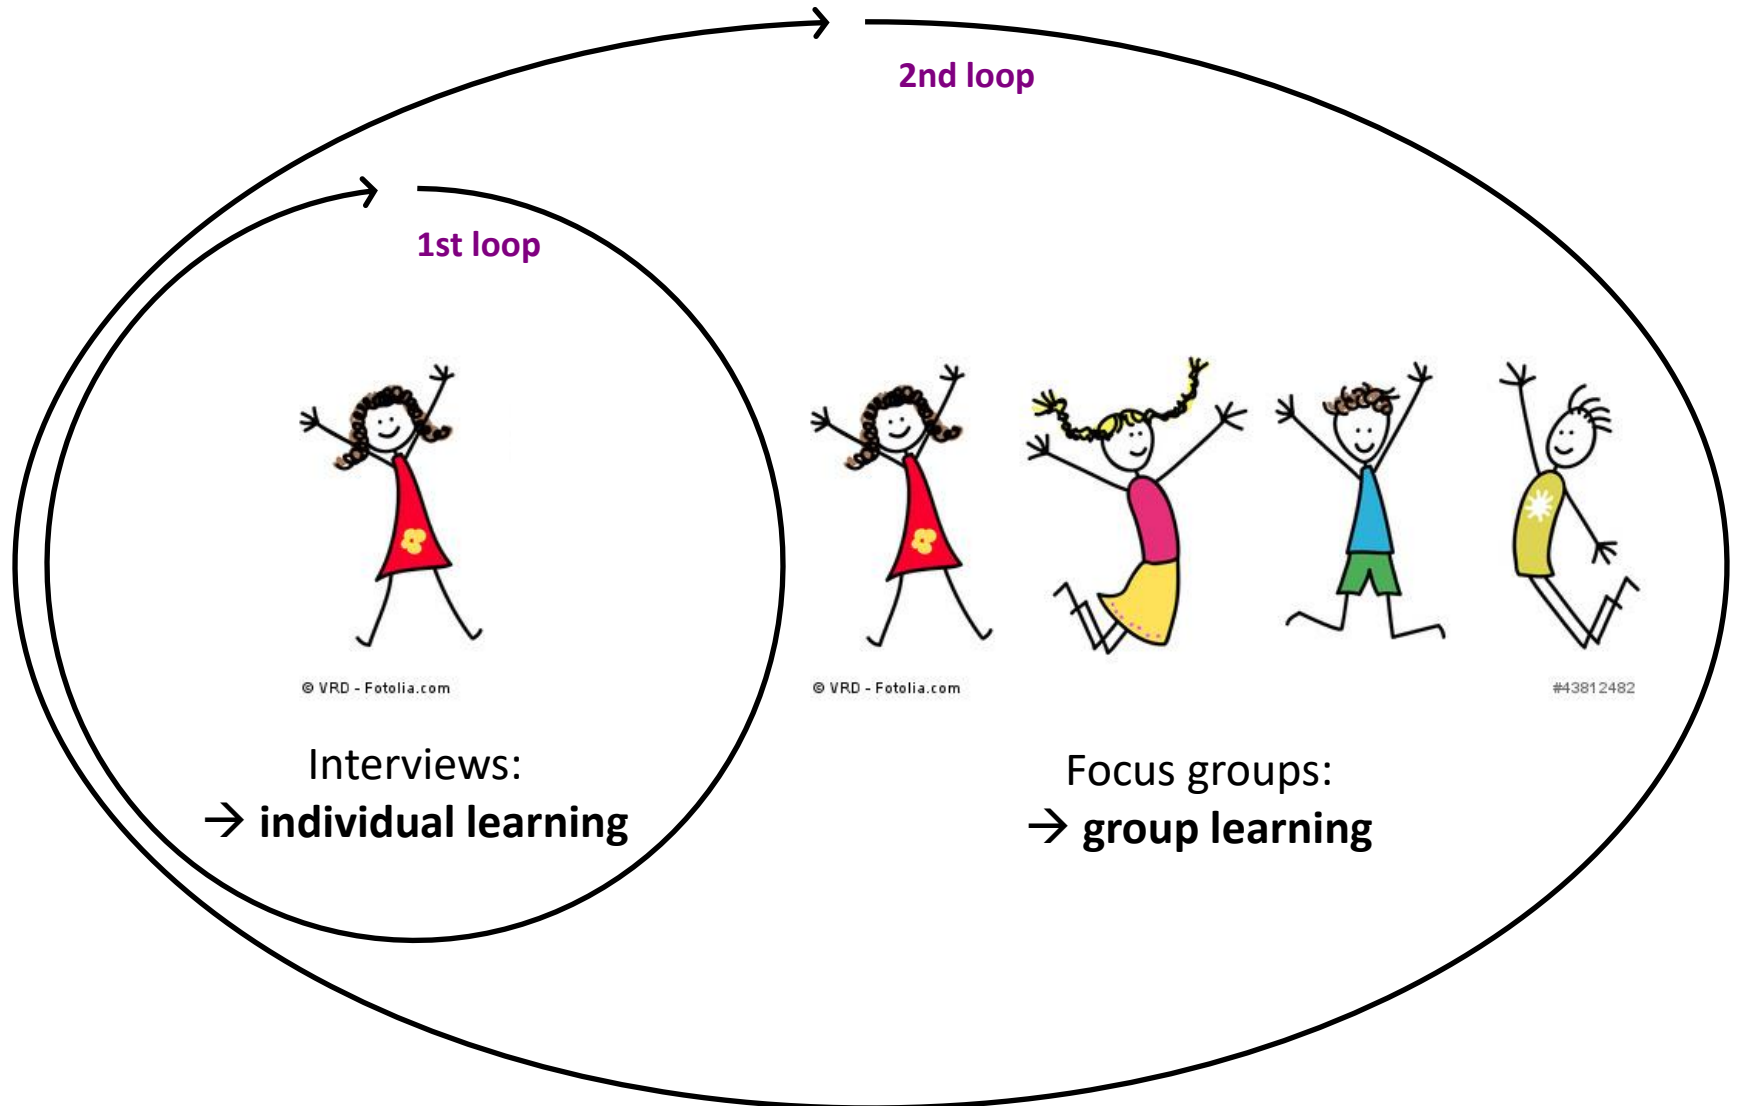 2nd loop
1st loop
© VRD - Fotolia.com
© VRD - Fotolia.com
#43812482
Interviews:
→ individual learning
Focus groups:
→ group learning